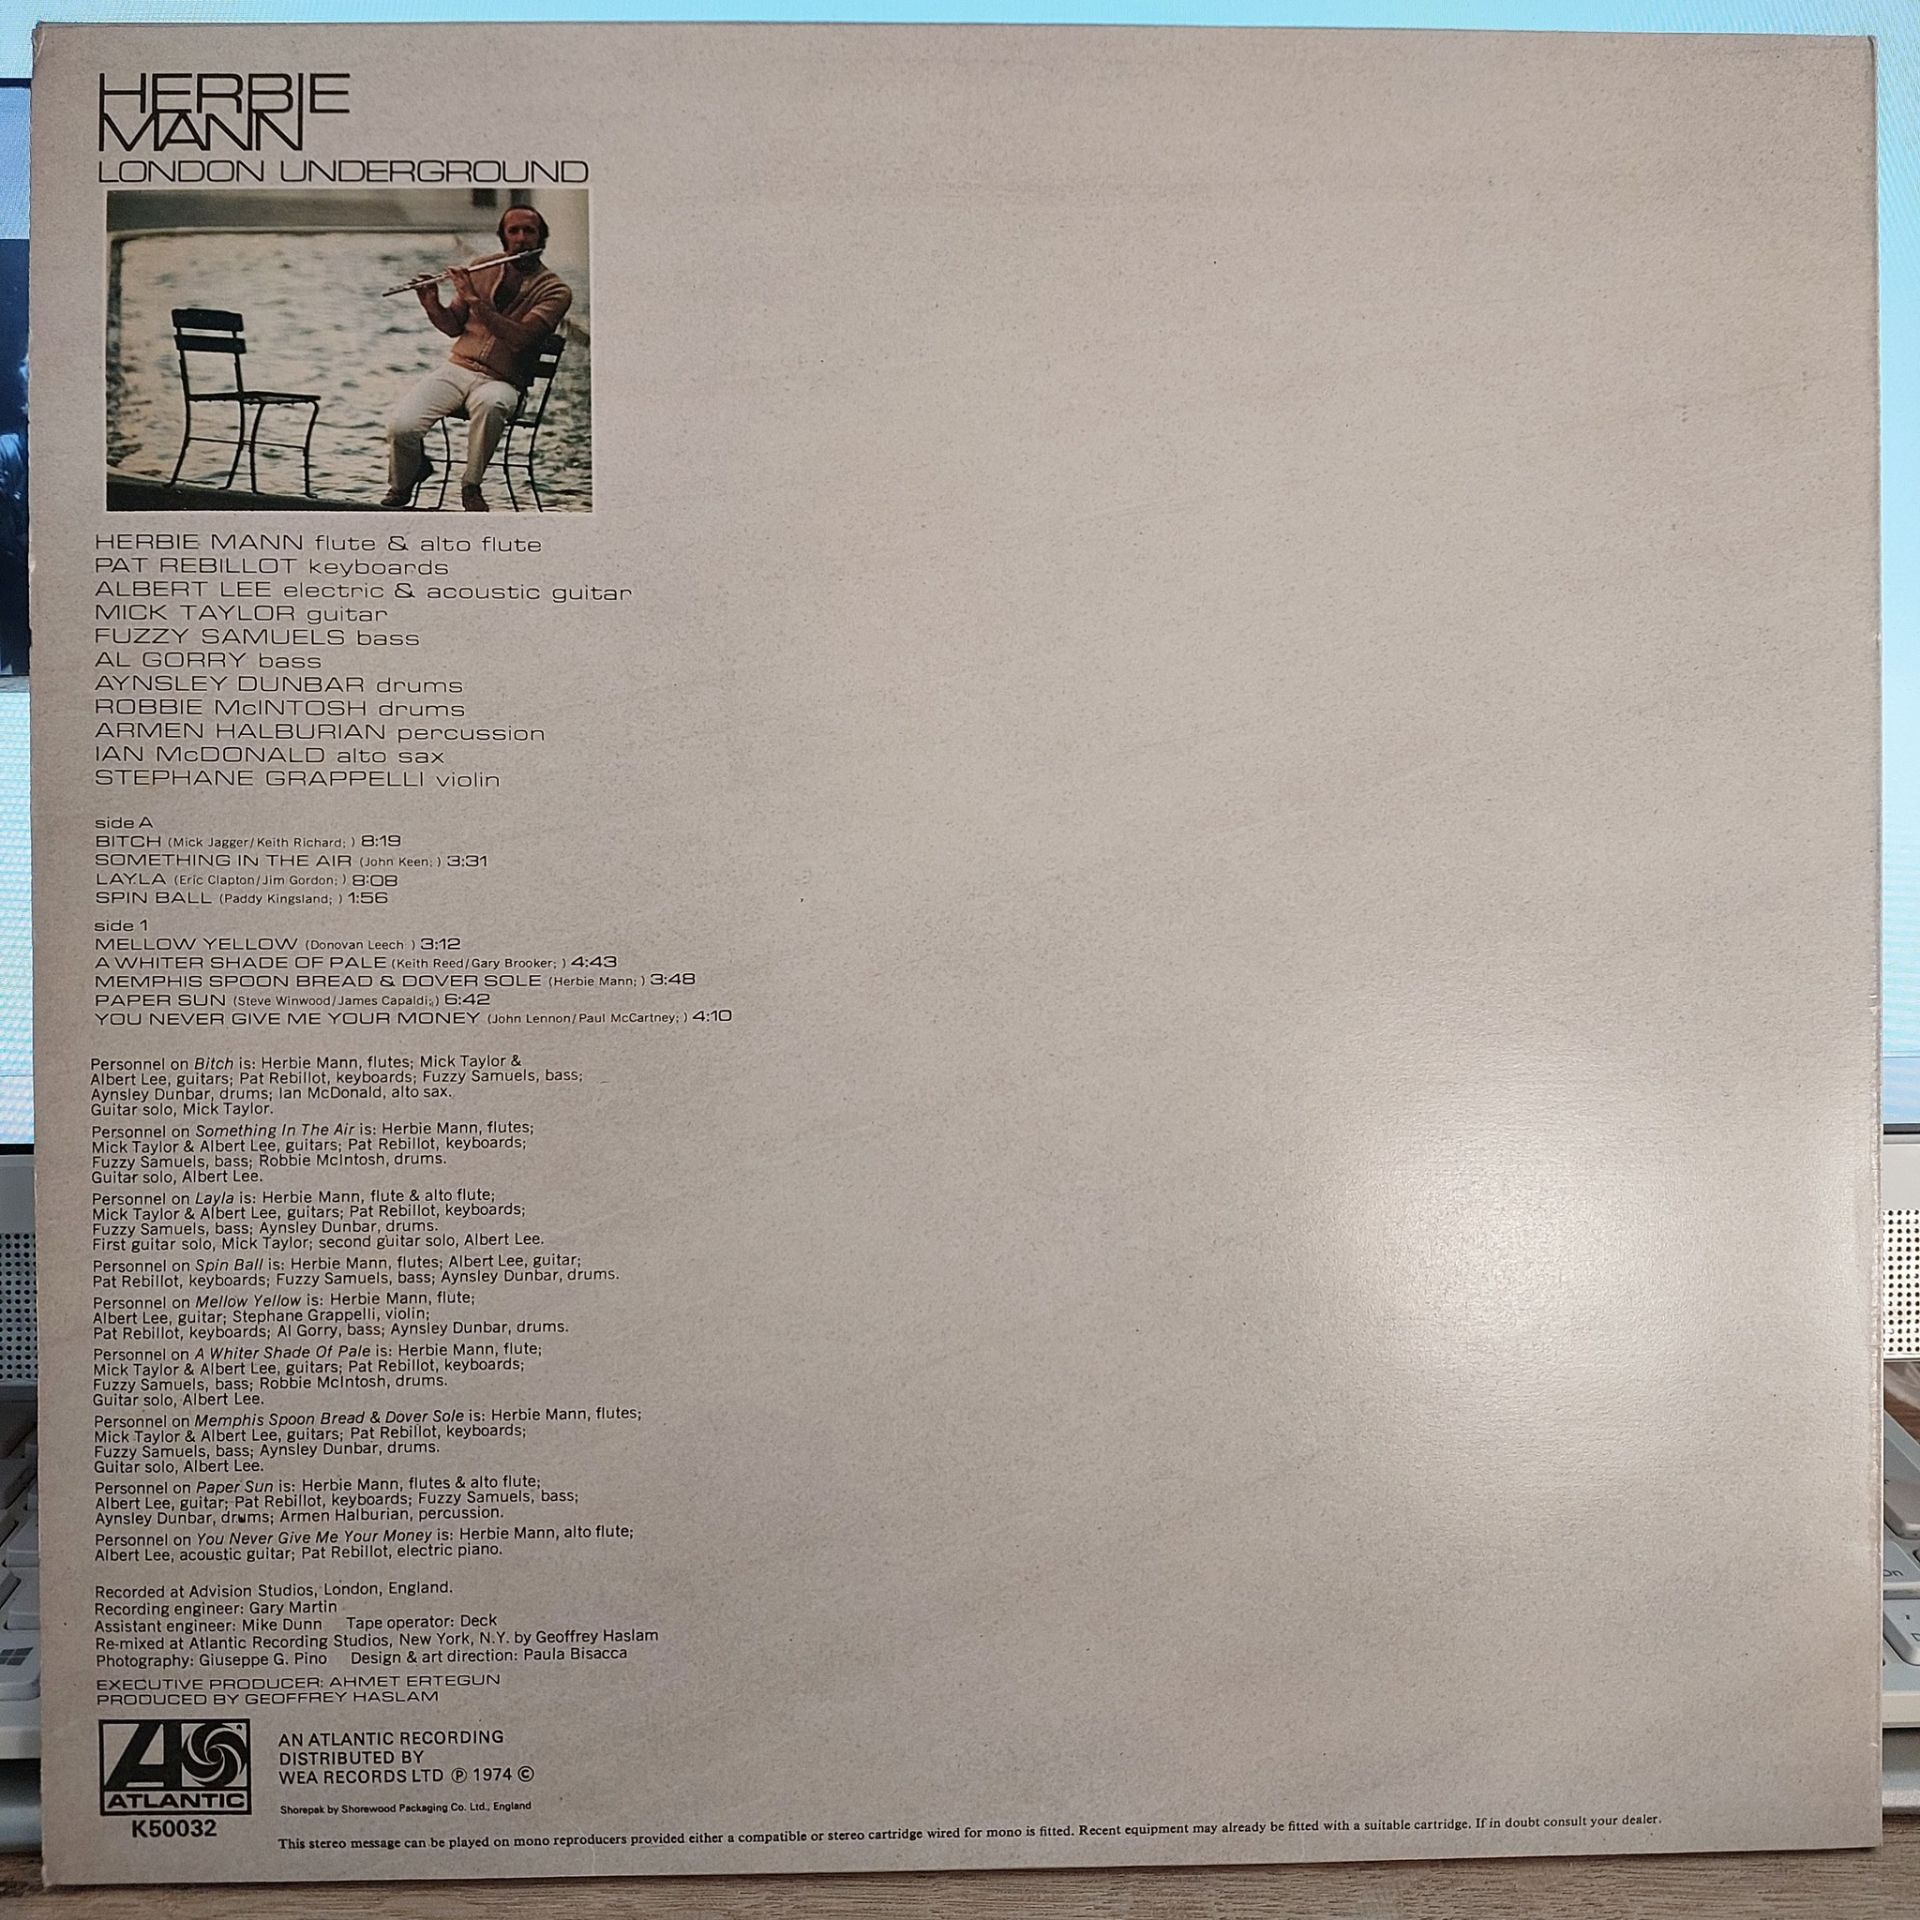 HERBIE
MANN
LONDON UNDERGROUND
HERBIE MANN flute & alto flute
PAT REBILLOT keyboards
ALBERT LEE electric & acoustic guitar
MICK TAYLOR guitar
FUZZY SAMUELS bass
AL GORRY bass
AYNSLEY DUNBAR drums
ROBBIE McINTOSH drums
ARMEN HALBURIAN percussion
IAN McDONALD alto sax
STEPHANE GRAPPELLI violin
side A
BITCH (Mick Jagger/Keith Richard; ) 8:19
SOMETHING IN THE AIR (John Keen; ) 3:31
LAYLA (Eric Clapton/Jim Gordon; ) 8:08
SPIN BALL (Paddy Kingsland; ) 1:56
side 1
MELLOW YELLOW (Donovan Leech ) 3:12
A WHITER SHADE OF PALE (Keith Reed/Gary Brooker; ) 4:43
MEMPHIS SPOON BREAD & DOVER SOLE (Herbie Mann; ) 3:48
PAPER SUN (Steve Winwood/James Capaldi;) 6:42
YOU NEVER GIVE ME YOUR MONEY (John Lennon/Paul McCartney; ) 4:10
Personnel on Bitch is: Herbie Mann, flutes; Mick Taylor &
Albert Lee, guitars; Pat Rebillot, keyboards; Fuzzy Samuels, bass;
Aynsley Dunbar, drums; Ian McDonald, alto sax.
Guitar solo, Mick Taylor.
Personnel on Something In The Air is: Herbie Mann, flutes;
Mick Taylor & Albert Lee, guitars; Pat Rebillot, keyboards;
Fuzzy Samuels, bass; Robbie McIntosh, drums.
Guitar solo, Albert Lee.
Personnel on Layla is: Herbie Mann, flute & alto flute;
Mick Taylor & Albert Lee, guitars; Pat Rebillot, keyboards;
Fuzzy Samuels, bass; Aynsley Dunbar, drums.
First guitar solo, Mick Taylor; second guitar solo, Albert Lee.
Personnel on Spin Ball is: Herbie Mann, flutes; Albert Lee, guitar;
Pat Rebillot, keyboards; Fuzzy Samuels, bass; Aynsley Dunbar, drums.
Personnel on Mellow Yellow is: Herbie Mann, flute;
Albert Lee, guitar; Stephane Grappelli, violin;
Pat Rebillot, keyboards; Al Gorry, bass; Aynsley Dunbar, drums.
Personnel on A Whiter Shade Of Pale is: Herbie Mann, flute;
Mick Taylor & Albert Lee, guitars; Pat Rebillot, keyboards;
Fuzzy Samuels, bass; Robbie McIntosh, drums.
Guitar solo, Albert Lee.
Personnel on Memphis Spoon Bread & Dover Sole is: Herbie Mann, flutes;
Mick Taylor & Albert Lee, guitars; Pat Rebillot, keyboards;
Fuzzy Samuels, bass; Aynsley Dunbar, drums.
Guitar solo, Albert Lee.
Personnel on Paper Sun is: Herbie Mann, flutes & alto flute;
Albert Lee, guitar; Pat Rebillot, keyboards; Fuzzy Samuels, bass;
Aynsley Dunbar, drums; Armen Halburian, percussion.
Personnel on You Never Give Me Your Money is: Herbie Mann, alto flute;
Albert Lee, acoustic guitar; Pat Rebillot, electric piano.
Recorded at Advision Studios, London, England.
Recording engineer: Gary Martin
Assistant engineer: Mike Dunn Tape operator: Deck
Re-mixed at Atlantic Recording Studios, New York, N.Y. by Geoffrey Haslam
Photography: Giuseppe G. Pino Design & art direction: Paula Bisacca
EXECUTIVE PRODUCER: AHMET ERTEGUN
PRODUCED BY GEOFFREY HASLAM
ATLANTIC
K50032
AN ATLANTIC RECORDING
DISTRIBUTED BY
WEA RECORDS LTD ℗ 1974 ©
Shorepak by Shorewood Packaging Co. Ltd., England
This stereo message can be played on mono reproducers provided either a compatible or stereo cartridge wired for mono is fitted. Recent equipment may already be fitted with a suitable cartridge. If in doubt consult your dealer.